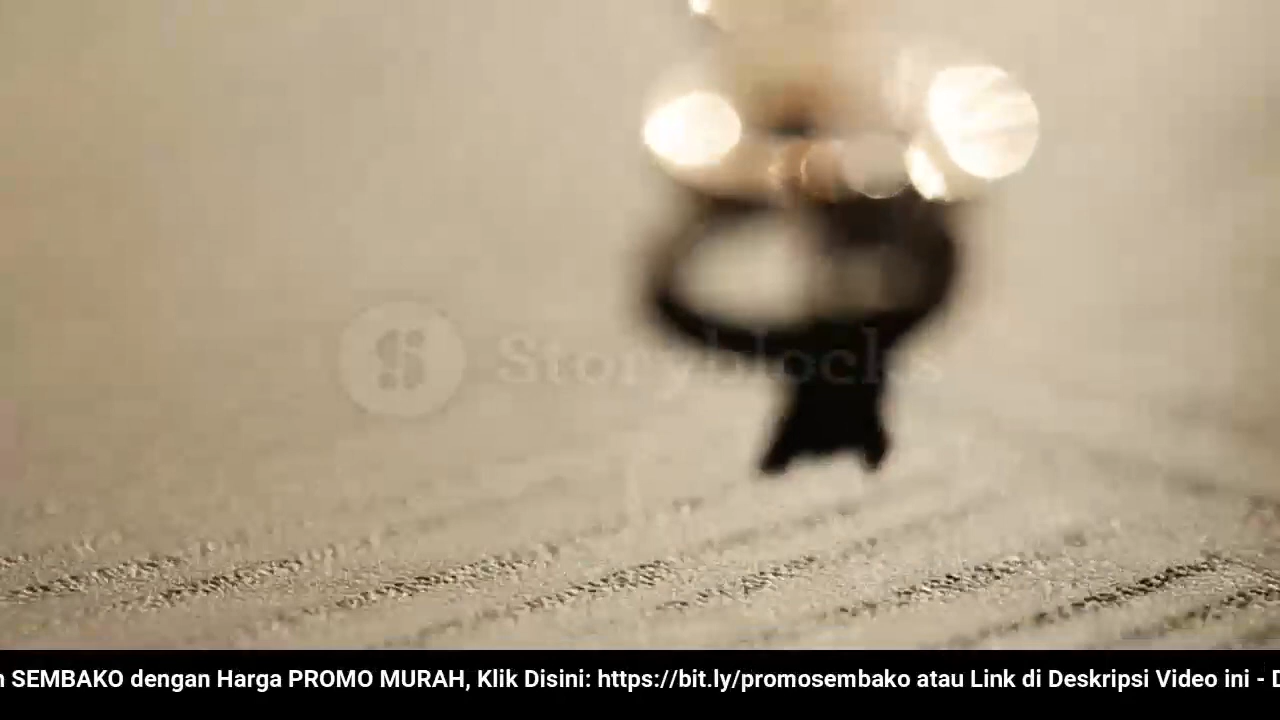 Storyblocks
n SEMBAKO dengan Harga PROMO MURAH, Klik Disini: https://bit.ly/promosembako atau Link di Deskripsi Video ini - D